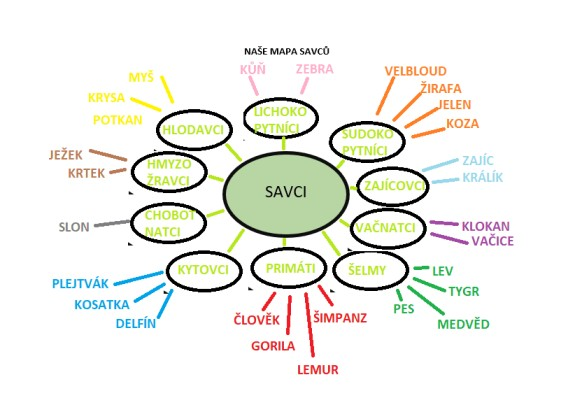 NAŠE MAPA SAVCŮ
KŮŇ
ZEBRA
VELBLOUD
ŽIRAFA
JELEN
KOZA
MYŠ
KRYSA
POTKAN
HLODAVCI
LICHOKO
PYTNÍCI
SUDOKO
PYTNÍCI
JEŽEK
KRTEK
HMYZO
ŽRAVCI
ZAJÍC
KRÁLÍK
ZAJÍCOVCI
SAVCI
SLON
CHOBOT
NATCI
VAČNATCI
KLOKAN
VAČICE
KYTOVCI
PRIMÁTI
ŠELMY
PLEJTVÁK
KOSATKA
DELFÍN
ČLOVĚK
GORILA
LEMUR
ŠIMPANZ
LEV
TYGR
MEDVĚD
PES